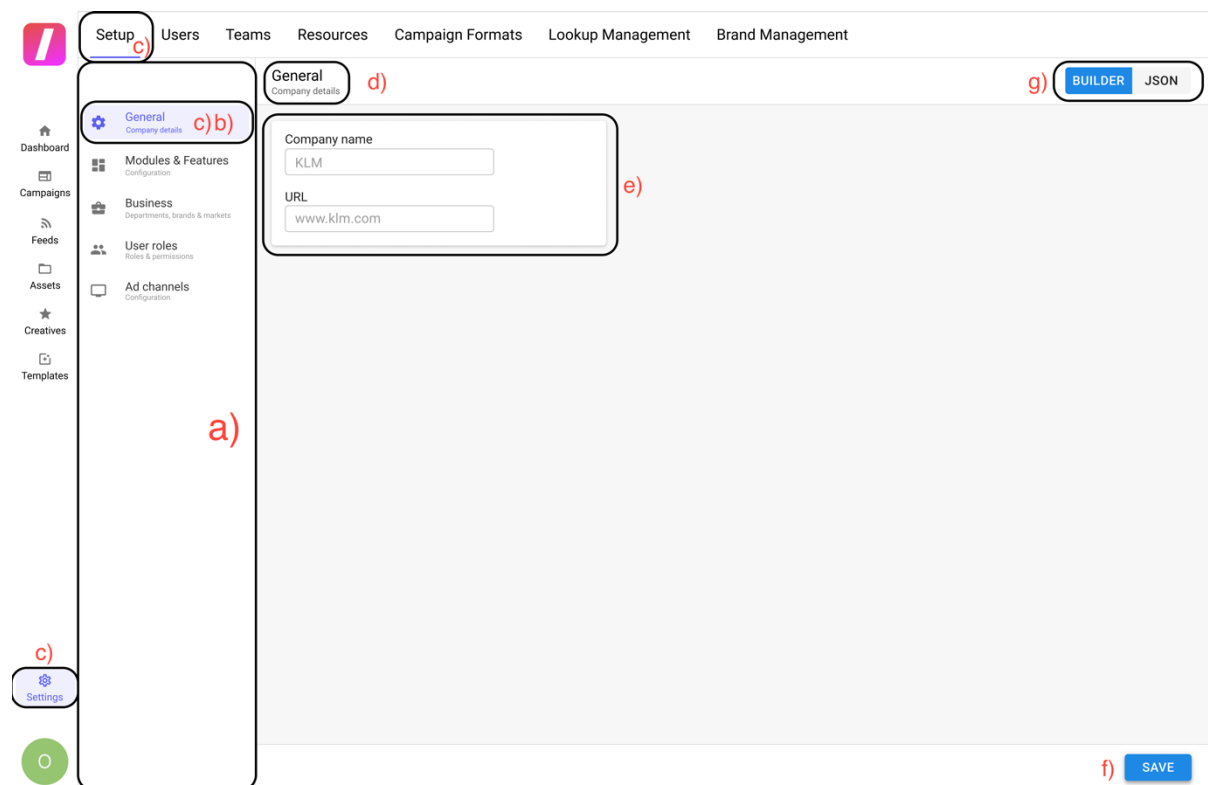 Setup
c)
Users
Teams
Resources
Campaign Formats
Lookup Management
Brand Management
General
Company details
d)
g)
BUILDER
JSON
Dashboard
Campaigns
Feeds
Assets
Creatives
Templates
c)
Settings
O
General
Company details
c) b)
Modules & Features
Configuration
Business
Departments, brands & markets
User roles
Roles & permissions
Ad channels
Configuration
a)
Company name
KLM
URL
www.klm.com
e)
f)
SAVE